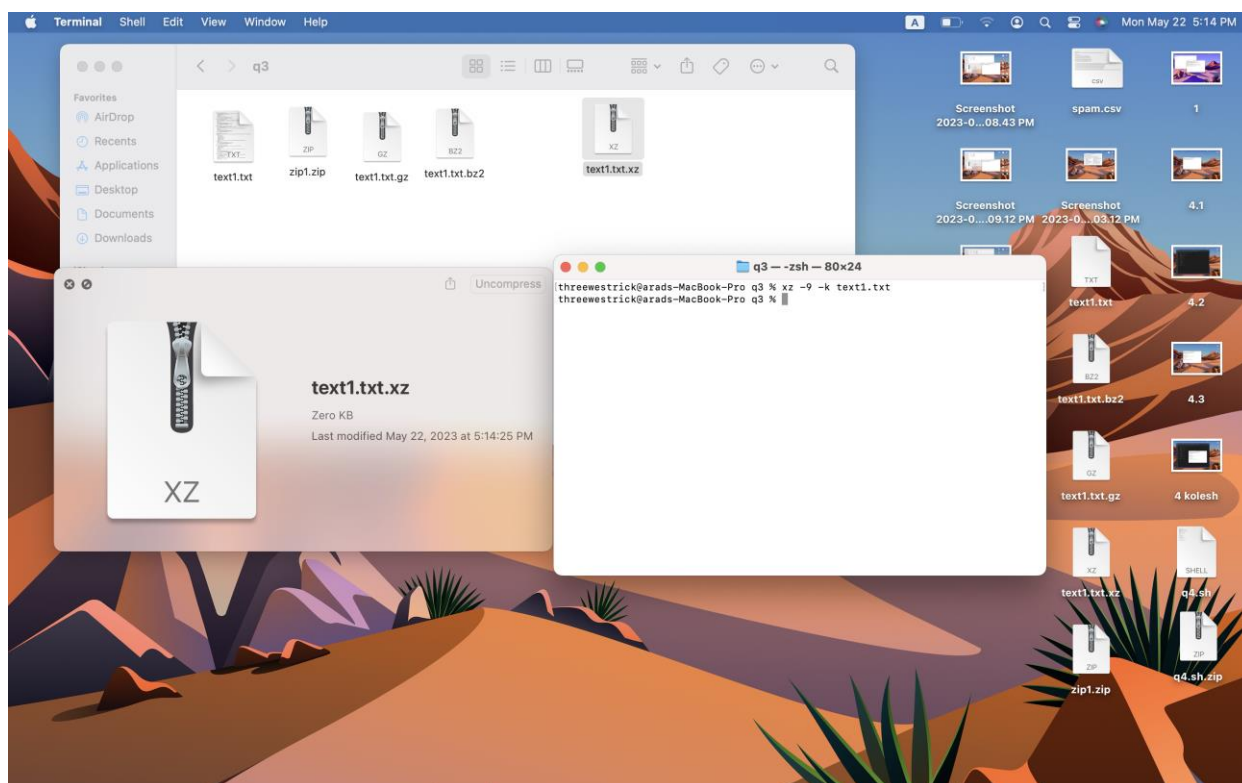 Terminal Shell Edit View Window Help
A Mon May 22 5:14 PM
q3
Favorites
AirDrop
Recents
Applications
Desktop
Documents
Downloads
TXT
text1.txt
ZIP
zip1.zip
GZ
text1.txt.gz
BZ2
text1.txt.bz2
XZ
text1.txt.xz
Uncompress
XZ
text1.txt.xz
Zero KB
Last modified May 22, 2023 at 5:14:25 PM
q3 — -zsh — 80×24
[threewestrick@arads-MacBook-Pro q3 % xz -9 -k text1.txt ]
threewestrick@arads-MacBook-Pro q3 %
Screenshot
2023-0...08.43 PM
CSV
spam.csv
1
Screenshot
2023-0....09.12 PM
Screenshot
2023-0....03.12 PM
4.1
TXT
text1.txt
4.2
BZ2
text1.txt.bz2
4.3
GZ
text1.txt.gz
4 kolesh
XZ
text1.txt.xz
SHELL
q4.sh
ZIP
zip1.zip
ZIP
q4.sh.zip